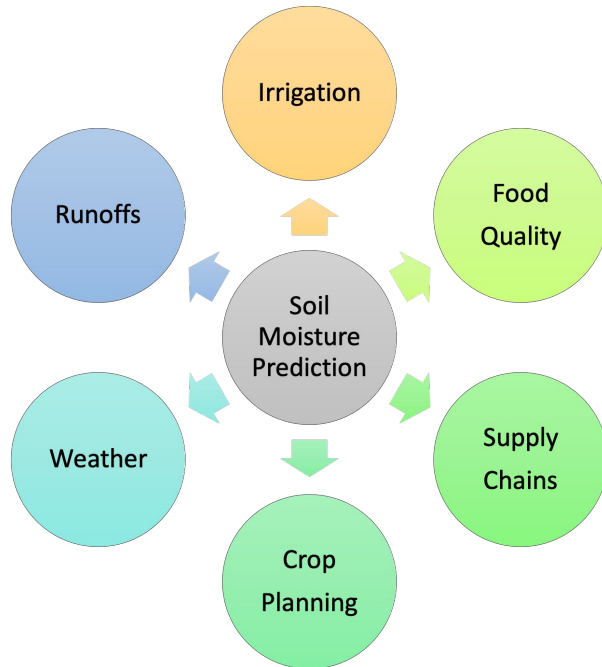 Irrigation
Runoffs
Food
Quality
Soil
Moisture
Prediction
Weather
Supply
Chains
Crop
Planning